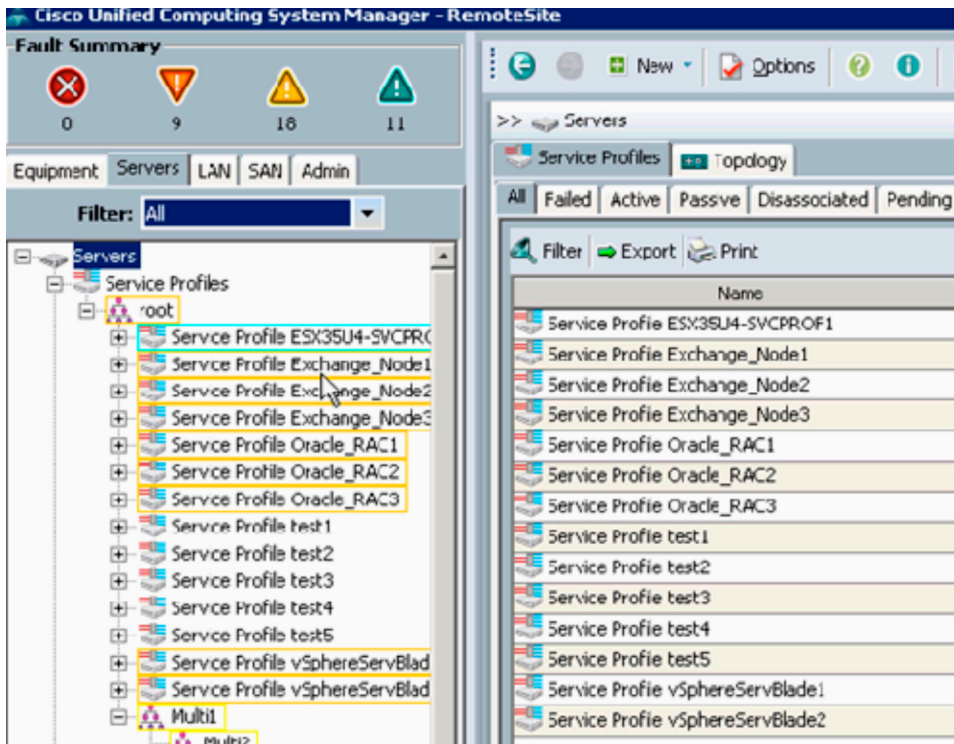 Cisco Unified Computing System Manager - RemoteSite
Fault Summary
0 9 18 11
Equipment Servers LAN SAN Admin
Filter: All
Servers
Service Profiles
root
Service Profile ESX35U4-SVCPR
Service Profile Exchange_Node1
Service Profile Exchange_Node2
Service Profile Exchange_Node3
Service Profile Oracle_RAC1
Service Profile Oracle_RAC2
Service Profile Oracle_RAC3
Service Profile test1
Service Profile test2
Service Profile test3
Service Profile test4
Service Profile test5
Service Profile vSphereServBlad
Service Profile vSphereServBlad
Multi1
Multi2
New Options
>> Servers
Service Profiles Topology
All Failed Active Passive Disassociated Pending
Filter Export Print
Name
Service Profile ESX35U4-SVCPROF1
Service Profile Exchange_Node1
Service Profile Exchange_Node2
Service Profile Exchange_Node3
Service Profile Oracle_RAC1
Service Profile Oracle_RAC2
Service Profile Oracle_RAC3
Service Profile test1
Service Profile test2
Service Profile test3
Service Profile test4
Service Profile test5
Service Profile vSphereServBlade1
Service Profile vSphereServBlade2